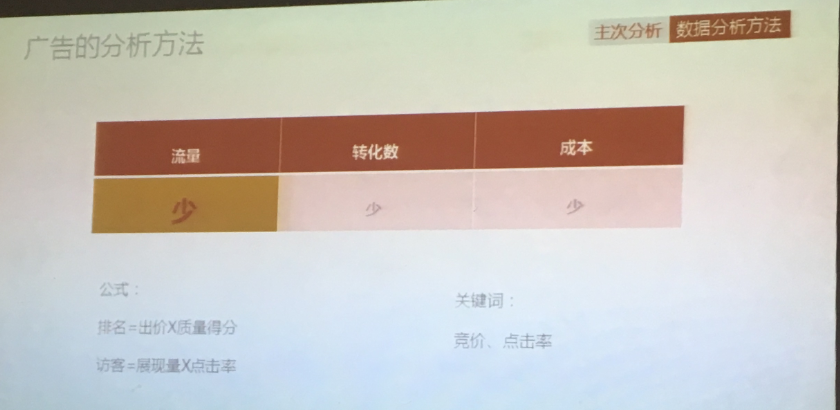 广告的分析方法
主次分析 数据分析方法
流量 转化数 成本
少 少 少
公式：
排名=出价X质量得分
访客=展现量X点击率
关键词：
竞价、点击率